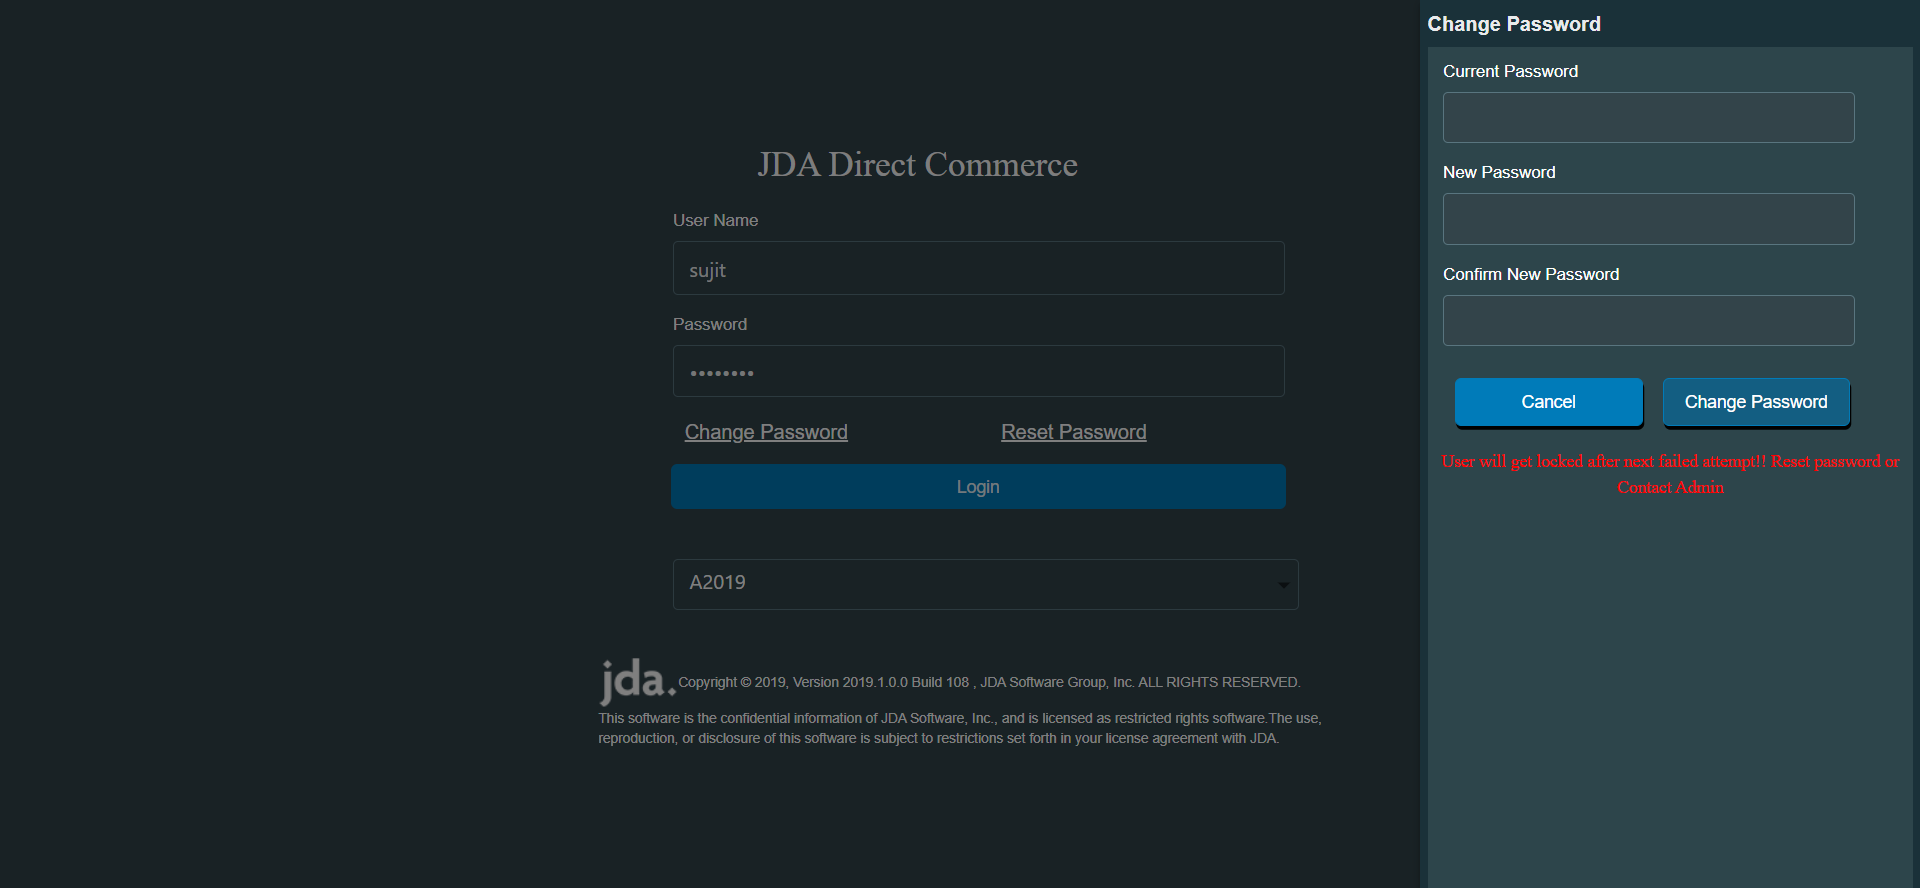 JDA Direct Commerce
User Name
sujit
Password
••••••••
Change Password
Reset Password
Login
A2019
jda. Copyright © 2019, Version 2019.1.0.0 Build 108 , JDA Software Group, Inc. ALL RIGHTS RESERVED.
This software is the confidential information of JDA Software, Inc., and is licensed as restricted rights software.The use,
reproduction, or disclosure of this software is subject to restrictions set forth in your license agreement with JDA.
Change Password
Current Password
New Password
Confirm New Password
Cancel
Change Password
User will get locked after next failed attempt!! Reset password or
Contact Admin